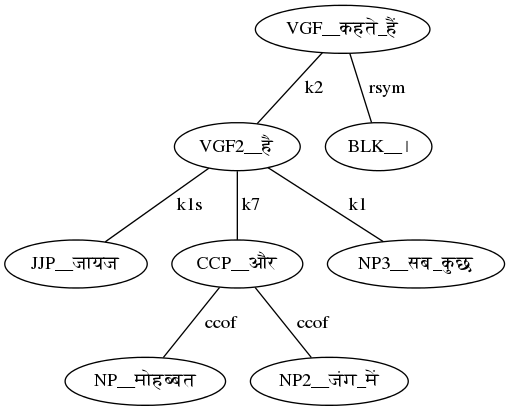 VGF__कहते_हैं
k2
rsym
VGF2__है
BLK__।
k1s
k7
k1
JJP__जायज
CCP__और
NP3__सब_कुछ
ccof
ccof
NP__मोहब्बत
NP2__जंग_में